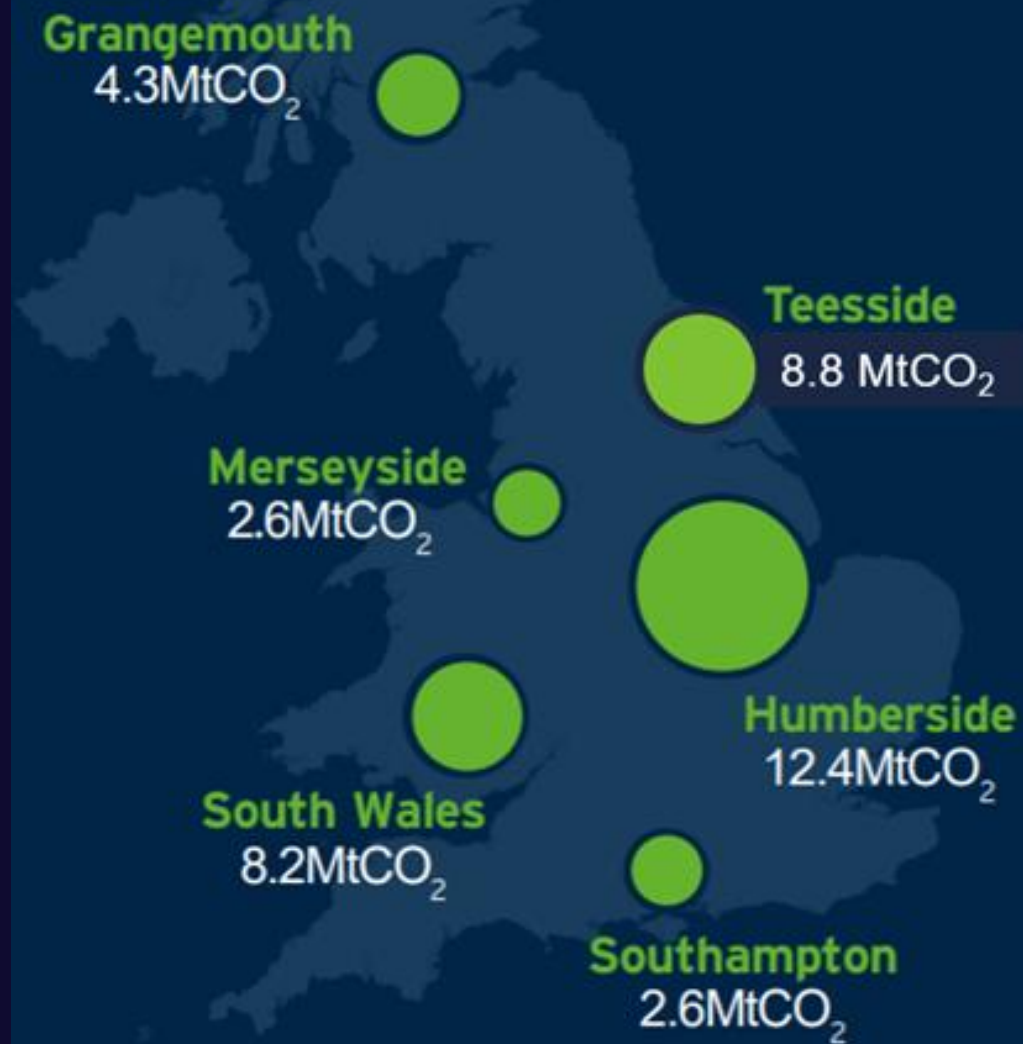 Grangemouth
4.3MtCO₂
Teesside
8.8 MtCO₂
Merseyside
2.6MtCO₂
Humberside
12.4MtCO₂
South Wales
8.2MtCO₂
Southampton
2.6MtCO₂